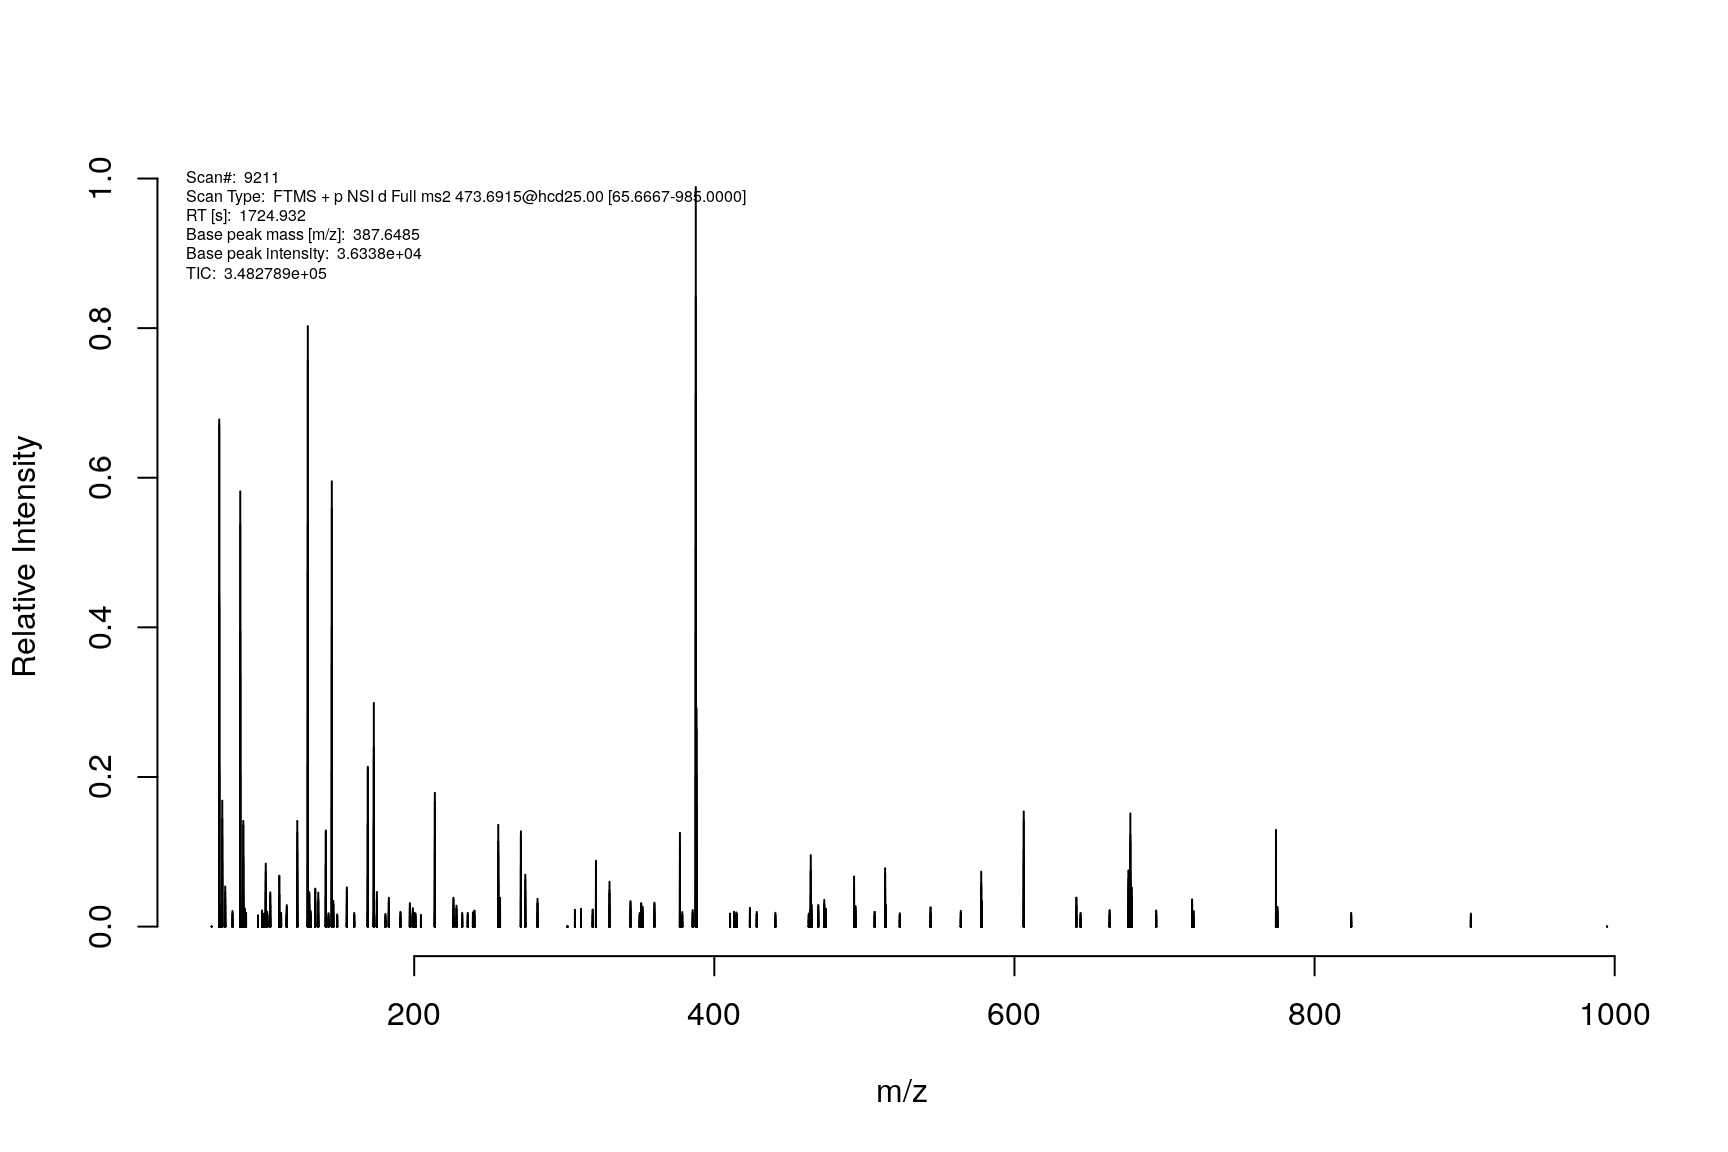 Scan#: 9211
Scan Type: FTMS + p NSI d Full ms2 473.6915@hcd25.00 [65.6667-985.0000]
RT [s]: 1724.932
Base peak mass [m/z]: 387.6485
Base peak intensity: 3.6338e+04
TIC: 3.482789e+05
Relative Intensity
1.0
0.8
0.6
0.4
0.2
0.0
200 400 600 800 1000
m/z